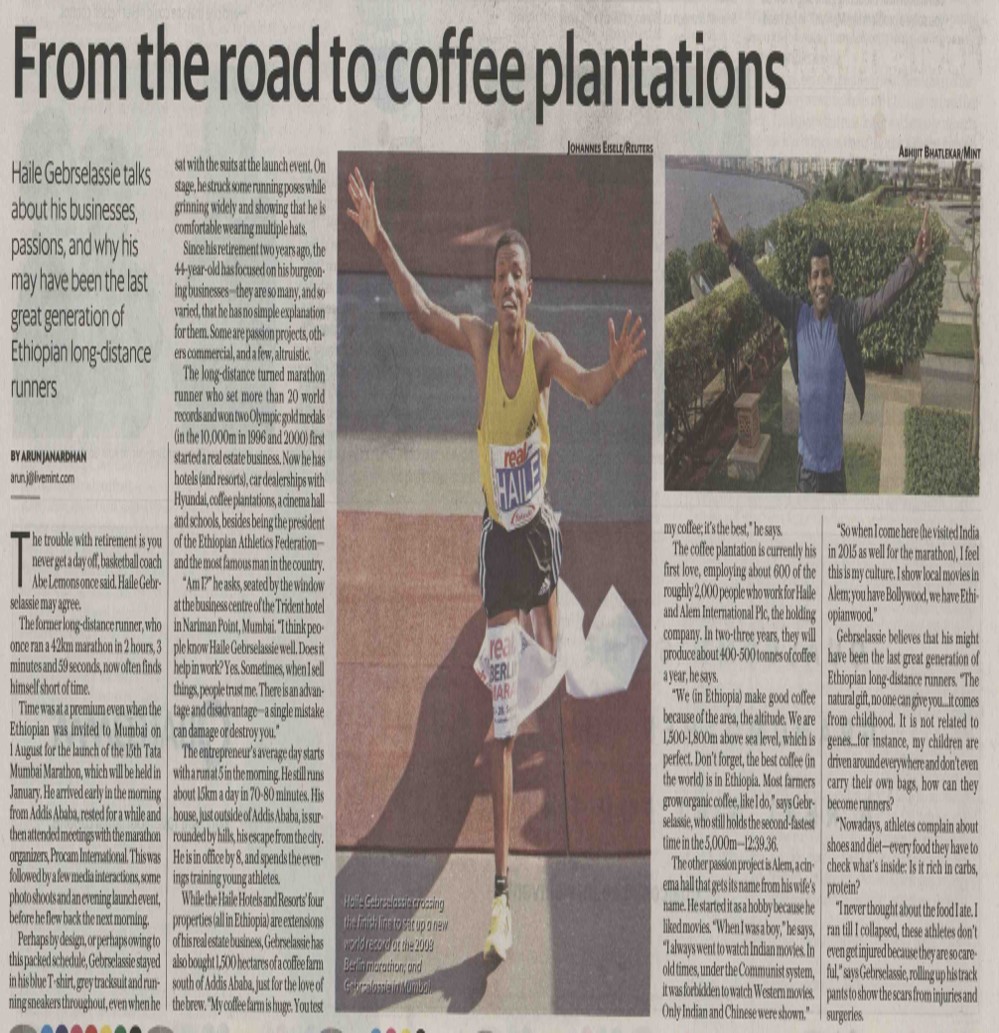 From the road to coffee plantations
Haile Gebrselassie talks
about his businesses,
passions, and why his
may have been the last
great generation of
Ethiopian long-distance
runners
BY ARUN JANARDHAN
arun.j@livemint.com
The trouble with retirement is you
never get a day off, basketball coach
Abe Lemons once said. Haile Gebr-
selassie may agree.
The former long-distance runner, who
once ran a 42km marathon in 2 hours, 3
minutes and 59 seconds, now often finds
himself short of time.
Time was at a premium even when the
Ethiopian was invited to Mumbai on
1 August for the launch of the 15th Tata
Mumbai Marathon, which will be held in
January. He arrived early in the morning
from Addis Ababa, rested for a while and
then attended meetings with the marathon
organizers, Procam International. This was
followed by a few media interactions, some
photo shoots and an evening launch event,
before he flew back the next morning.
Perhaps by design, or perhaps owing to
this packed schedule, Gebrselassie stayed
in his blue T-shirt, grey tracksuit and run-
ning sneakers throughout, even when he
sat with the suits at the launch event. On
stage, he struck some running poses while
grinning widely and showing that he is
comfortable wearing multiple hats.
Since his retirement two years ago, the
44-year-old has focused on his burgeon-
ing businesses—they are so many, and so
varied, that he has no simple explanation
for them. Some are passion projects, oth-
ers commercial, and a few, altruistic.
The long-distance turned marathon
runner who set more than 20 world
records and won two Olympic gold medals
(in the 10,000m in 1996 and 2000) first
started a real estate business. Now he has
hotels (and resorts), car dealerships with
Hyundai, coffee plantations, a cinema hall
and schools, besides being the president
of the Ethiopian Athletics Federation—
and the most famous man in the country.
"Am I?" he asks, seated by the window
at the business centre of the Trident hotel
in Nariman Point, Mumbai. "I think peo-
ple know Haile Gebrselassie well. Does it
help in work? Yes. Sometimes, when I sell
things, people trust me. There is an advan-
tage and disadvantage—a single mistake
can damage or destroy you."
The entrepreneur's average day starts
with a run at 5 in the morning. He still runs
about 15km a day in 70-80 minutes. His
house, just outside of Addis Ababa, is sur-
rounded by hills, his escape from the city.
He is in office by 8, and spends the even-
ings training young athletes.
While the Haile Hotels and Resorts' four
properties (all in Ethiopia) are extensions
of his real estate business, Gebrselassie has
also bought 1,500 hectares of a coffee farm
south of Addis Ababa, just for the love of
the brew. "My coffee farm is huge. You test
JOHANNES EISELE/REUTERS
real
HAILE
real
BERL
MARA
Haile Gebrselassie crossing
the finish line to set up a new
world record at the 2008
Berlin marathon; and
Gebrselassie in Mumbai.
ABHIJIT BHATLEKAR/MINT
my coffee; it's the best," he says.
The coffee plantation is currently his
first love, employing about 600 of the
roughly 2,000 people who work for Haile
and Alem International Plc, the holding
company. In two-three years, they will
produce about 400-500 tonnes of coffee
a year, he says.
"We (in Ethiopia) make good coffee
because of the area, the altitude. We are
1,500-1,800m above sea level, which is
perfect. Don't forget, the best coffee (in
the world) is in Ethiopia. Most farmers
grow organic coffee, like I do," says Gebr-
selassie, who still holds the second-fastest
time in the 5,000m—12:39.36.
The other passion project is Alem, a cin-
ema hall that gets its name from his wife's
name. He started it as a hobby because he
liked movies. "When I was a boy," he says,
"I always went to watch Indian movies. In
old times, under the Communist system,
it was forbidden to watch Western movies.
Only Indian and Chinese were shown."
"So when I come here (he visited India
in 2015 as well for the marathon), I feel
this is my culture. I show local movies in
Alem; you have Bollywood, we have Ethi-
opianwood."
Gebrselassie believes that his might
have been the last great generation of
Ethiopian long-distance runners. "The
natural gift, no one can give you...it comes
from childhood. It is not related to
genes...for instance, my children are
driven around everywhere and don't even
carry their own bags, how can they
become runners?
"Nowadays, athletes complain about
shoes and diet—every food they have to
check what's inside: Is it rich in carbs,
protein?
"I never thought about the food I ate. I
ran till I collapsed, these athletes don't
even get injured because they are so care-
ful," says Gebrselassie, rolling up his track
pants to show the scars from injuries and
surgeries.